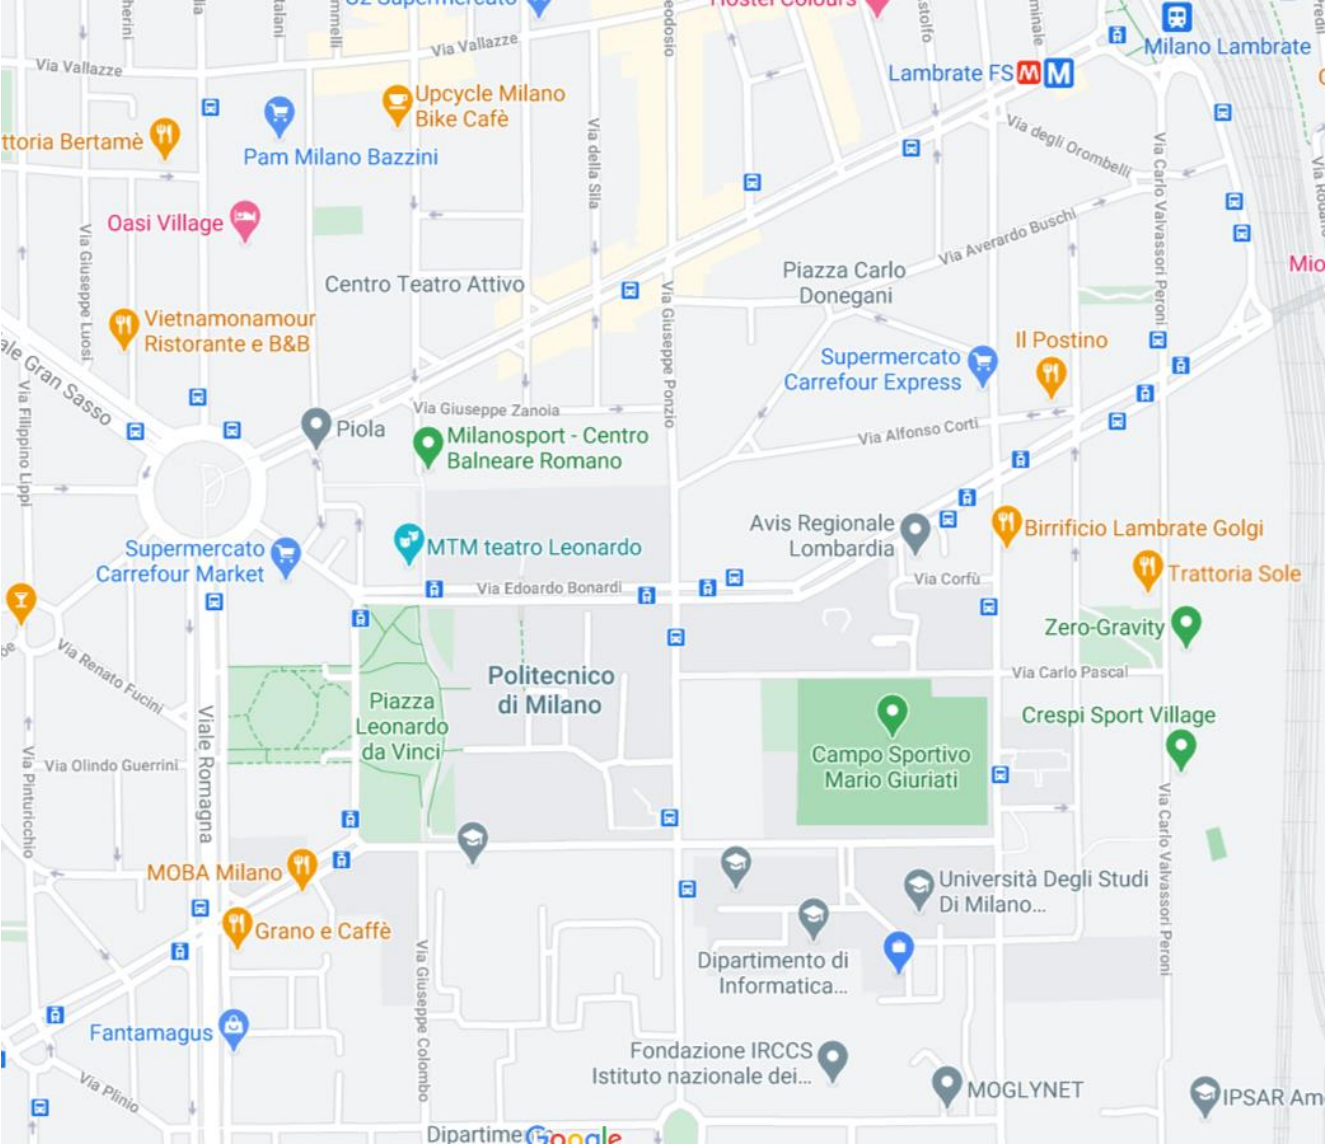 Via Vallazze
Via Vallazze
Milano Lambrate
Lambrate FS
M
M
Upcycle Milano
Bike Cafè
ttoria Bertamè
Pam Milano Bazzini
Via degli Orombelli
Via Carlo Valvassori Peroni
Via della Sila
Oasi Village
Via Giuseppe Luosi
Via Averardo Buschi
Centro Teatro Attivo
Piazza Carlo
Donegani
Mio
Vietnamonamour
Ristorante e B&B
Via Giuseppe Ponzio
Il Postino
Supermercato
Carrefour Express
ale Gran Sasso
Via Filippino Lippi
Via Giuseppe Zanoia
Piola
Milanosport - Centro
Balneare Romano
Via Alfonso Corti
Avis Regionale
Lombardia
Birrificio Lambrate Golgi
MTM teatro Leonardo
Supermercato
Carrefour Market
Via Edoardo Bonardi
Via Corfù
Trattoria Sole
Zero-Gravity
Via Renato Fucini
Politecnico
di Milano
Via Carlo Pascal
Piazza
Leonardo
da Vinci
Crespi Sport Village
Viale Romagna
Campo Sportivo
Mario Giuriati
Via Olindo Guerrini
Via Pinturicchio
Via Carlo Valvassori Peroni
MOBA Milano
Università Degli Studi
Di Milano...
Grano e Caffè
Via Giuseppe Colombo
Dipartimento di
Informatica...
Fantamagus
Fondazione IRCCS
Istituto nazionale dei...
Via Plinio
MOGLYNET
IPSAR Am
Google